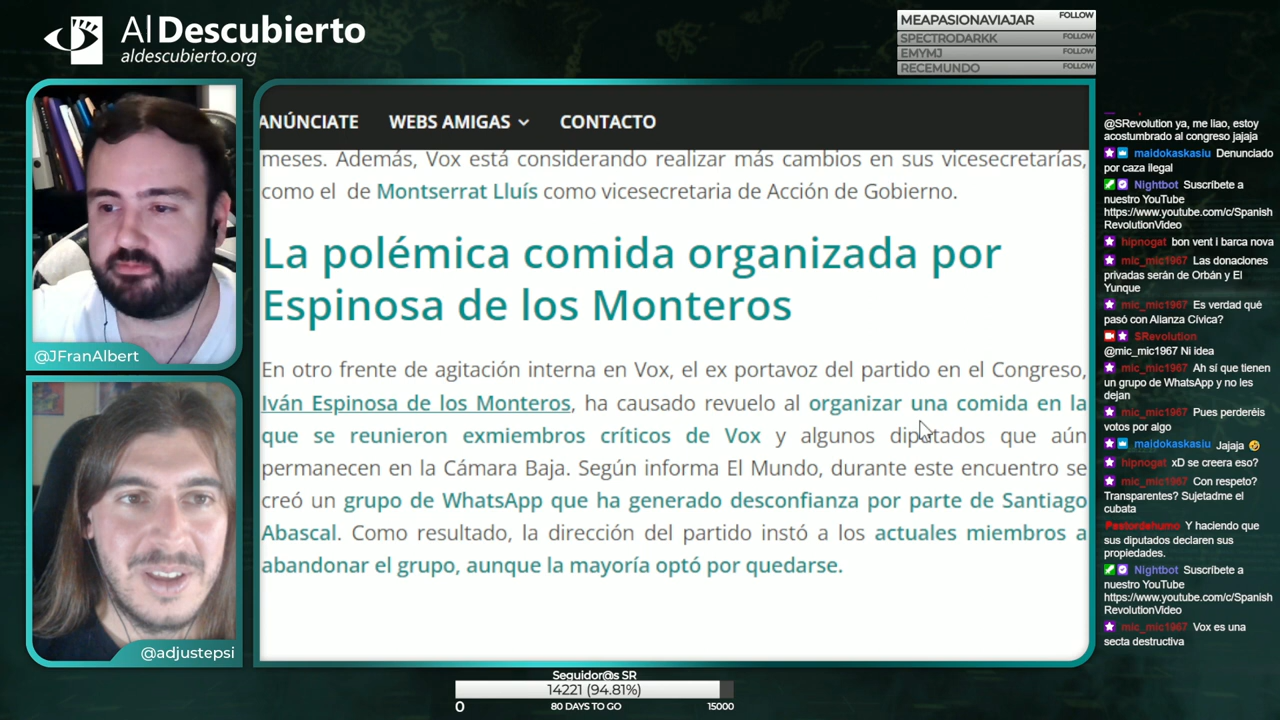 Al Descubierto
aldescubierto.org
MEAPASIONAVIAJAR FOLLOW
SPECTRODARKK FOLLOW
EMYMJ FOLLOW
RECEMUNDO FOLLOW
@JFranAlbert
@adjustepsi
ANÚNCIATE WEBS AMIGAS CONTACTO
meses. Además, Vox está considerando realizar más cambios en sus vicesecretarías,
como el de Montserrat Lluís como vicesecretaria de Acción de Gobierno.
La polémica comida organizada por
Espinosa de los Monteros
En otro frente de agitación interna en Vox, el ex portavoz del partido en el Congreso,
Iván Espinosa de los Monteros, ha causado revuelo al organizar una comida en la
que se reunieron exmiembros críticos de Vox y algunos diputados que aún
permanecen en la Cámara Baja. Según informa El Mundo, durante este encuentro se
creó un grupo de WhatsApp que ha generado desconfianza por parte de Santiago
Abascal. Como resultado, la dirección del partido instó a los actuales miembros a
abandonar el grupo, aunque la mayoría optó por quedarse.
@SRevolution ya, me lio, estoy
acostumbrado al congreso jajaja
maidokaskasiu Denunciado
por caza ilegal
Nightbot Suscríbete a
nuestro YouTube
https://www.youtube.com/c/Spanish
RevolutionVideo
hipnogat bon vent i barca nova
mic_mic1967 Las donaciones
privadas serán de Orbán y El
Yunque
mic_mic1967 Es verdad qué
pasó con Alianza Cívica?
SRevolution
@mic_mic1967 Ni idea
mic_mic1967 Ah sí que tienen
un grupo de WhatsApp y no les
dejan
mic_mic1967 Pues perderéis
votos por algo
maidokaskasiu Jajaja
hipnogat xD se creera eso?
mic_mic1967 Con respeto?
Transparentes? Sujetadme el
cubata
Pastordehumo Y haciendo que
sus diputados declaren sus
propiedades.
Nightbot Suscríbete a
nuestro YouTube
https://www.youtube.com/c/Spanish
RevolutionVideo
mic_mic1967 Vox es una
secta destructiva
Seguidor@s SR
14221 (94.81%)
0 80 DAYS TO GO 15000